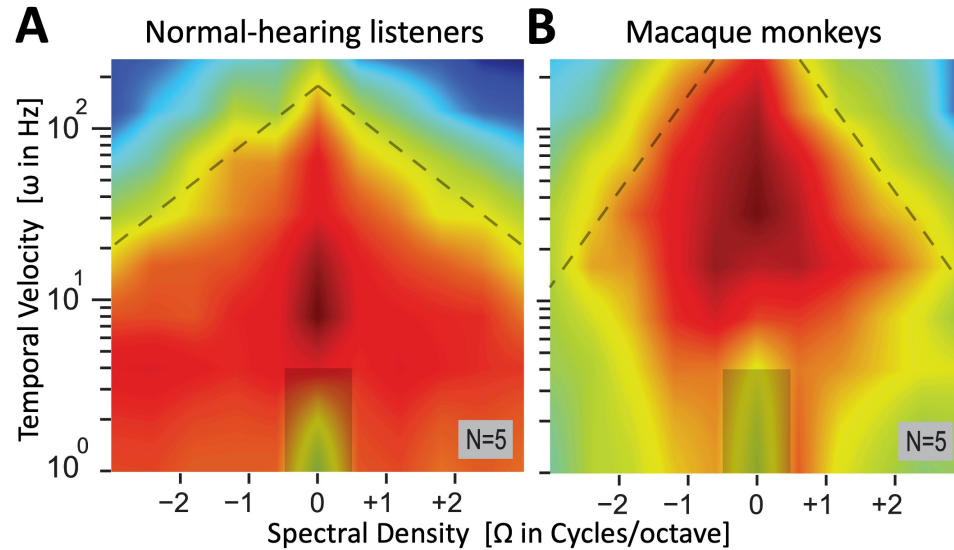 A
Normal-hearing listeners
B
Macaque monkeys
Temporal Velocity [ω in Hz]
10²
10¹
10⁰
N=5
N=5
−2 −1 0 +1 +2
−2 −1 0 +1 +2
Spectral Density [Ω in Cycles/octave]